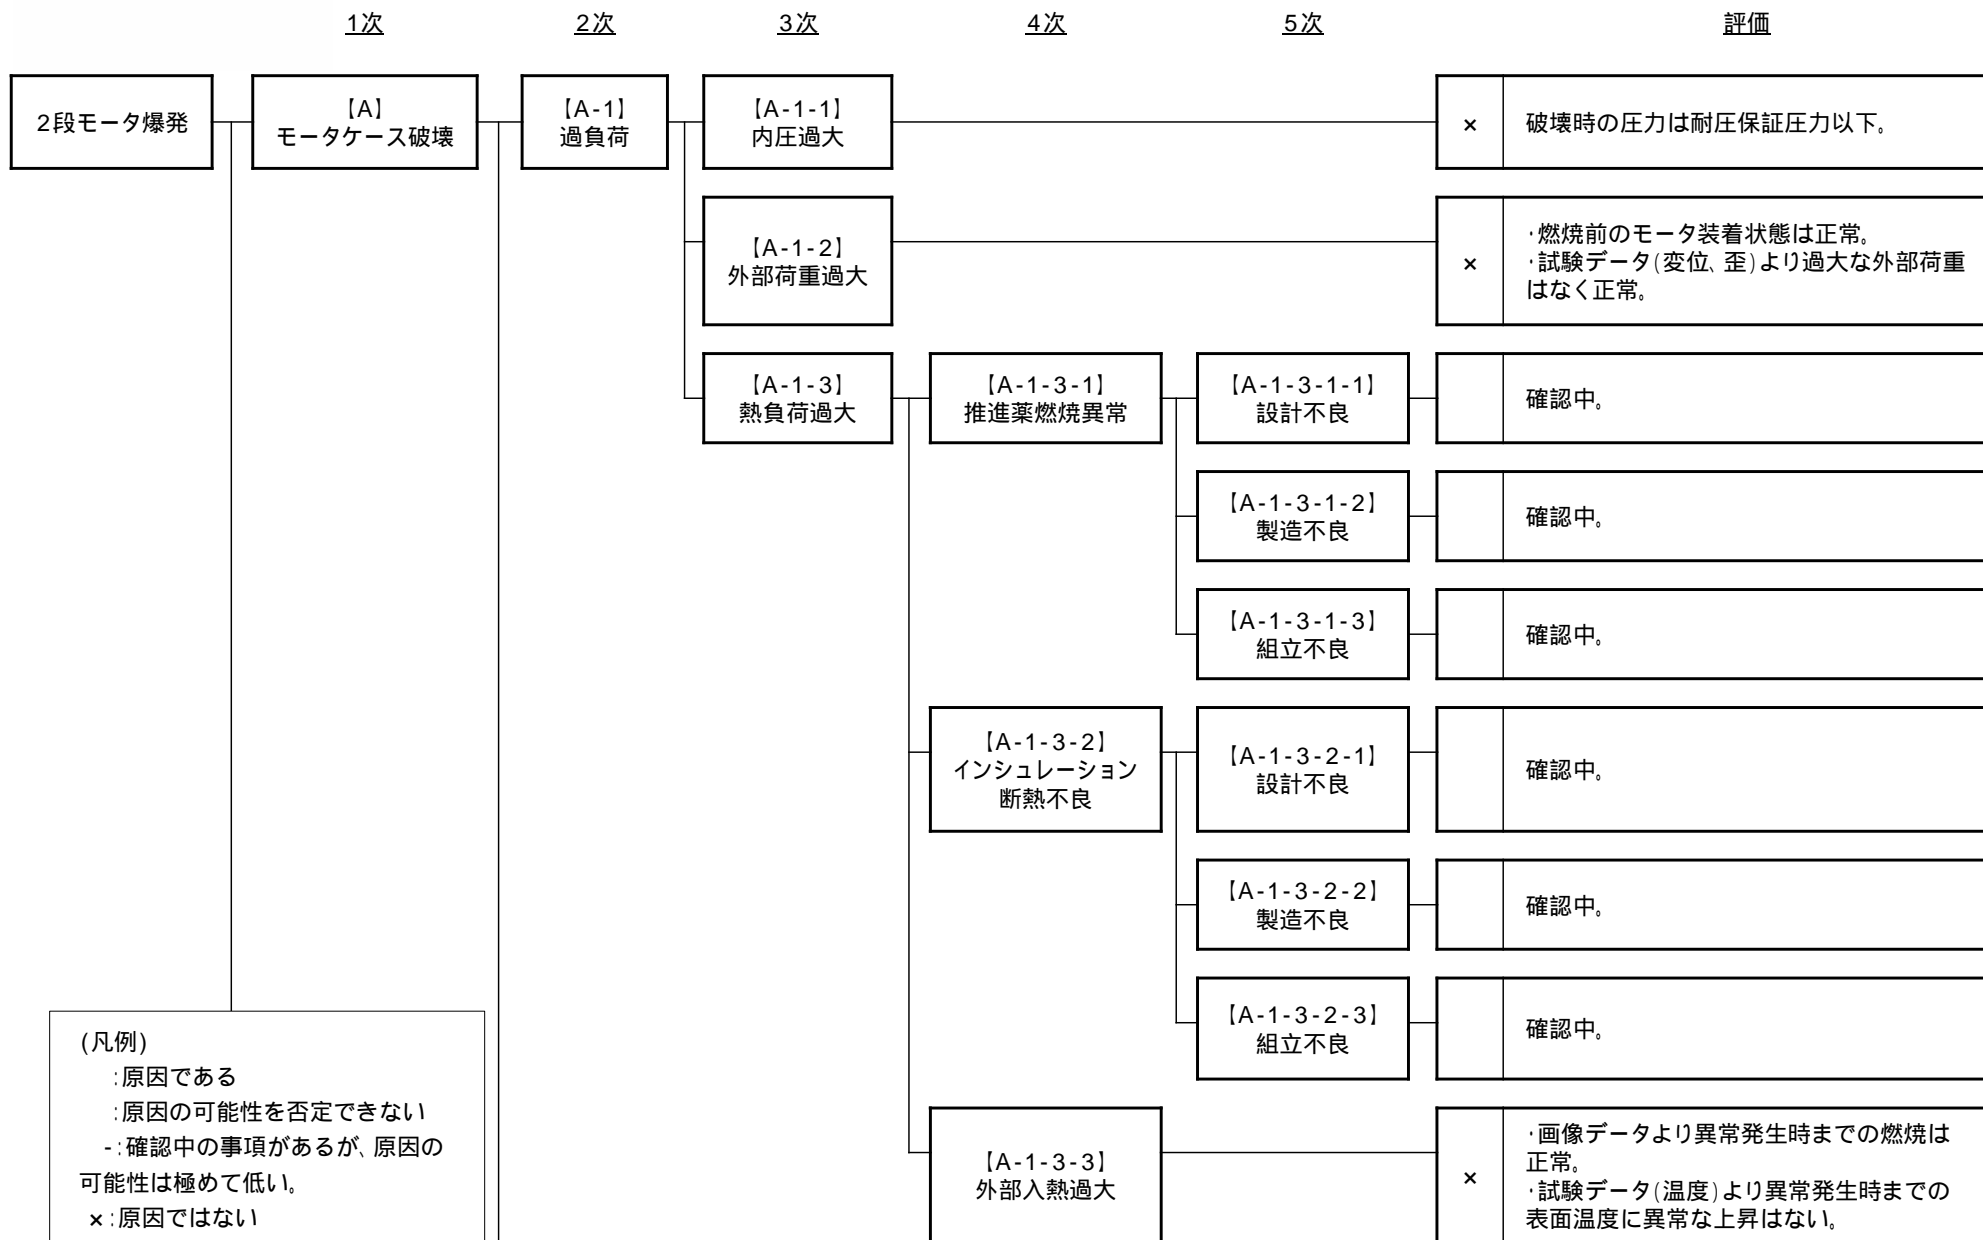 1次
2次
3次
4次
5次
評価
2段モータ爆発
【A】
モータケース破壊
【A-1】
過負荷
【A-1-1】
内圧過大
×
破壊時の圧力は耐圧保証圧力以下。
【A-1-2】
外部荷重過大
×
・燃焼前のモータ装着状態は正常。
・試験データ(変位、歪)より過大な外部荷重
はなく正常。
【A-1-3】
熱負荷過大
【A-1-3-1】
推進薬燃焼異常
【A-1-3-1-1】
設計不良
確認中。
【A-1-3-1-2】
製造不良
確認中。
【A-1-3-1-3】
組立不良
確認中。
【A-1-3-2】
インシュレーション
断熱不良
【A-1-3-2-1】
設計不良
確認中。
【A-1-3-2-2】
製造不良
確認中。
【A-1-3-2-3】
組立不良
確認中。
【A-1-3-3】
外部入熱過大
×
・画像データより異常発生時までの燃焼は
正常。
・試験データ(温度)より異常発生時までの
表面温度に異常な上昇はない。
(凡例)
:原因である
:原因の可能性を否定できない
-:確認中の事項があるが、原因の
可能性は極めて低い。
×:原因ではない